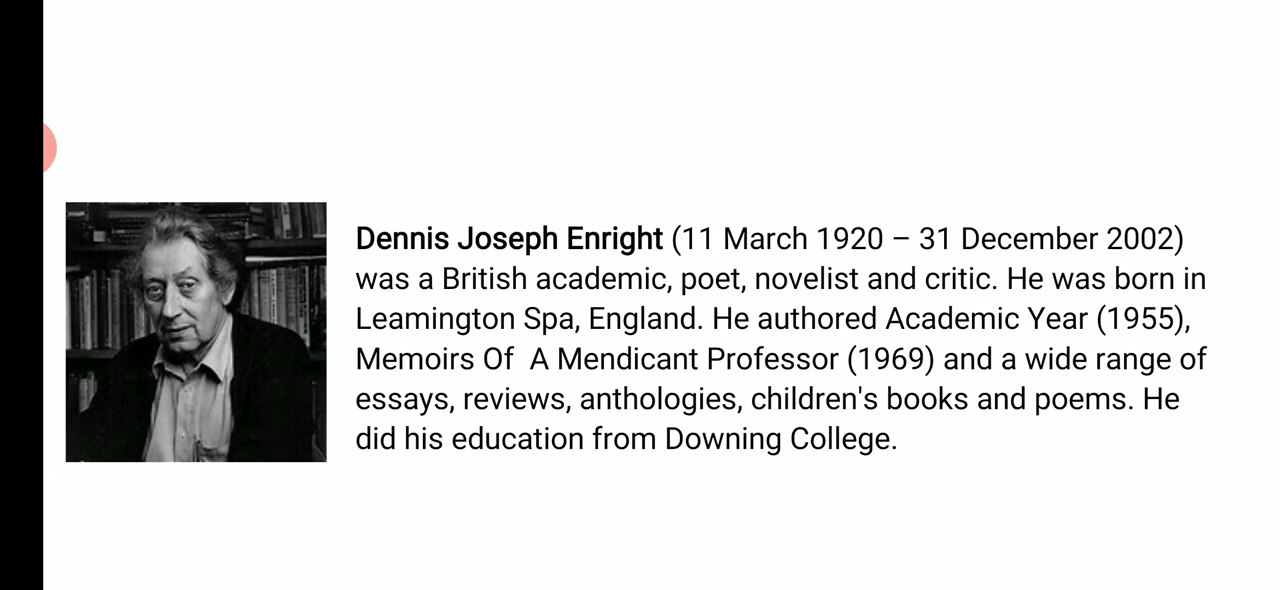 Dennis Joseph Enright (11 March 1920 – 31 December 2002)
was a British academic, poet, novelist and critic. He was born in
Leamington Spa, England. He authored Academic Year (1955),
Memoirs Of  A Mendicant Professor (1969) and a wide range of
essays, reviews, anthologies, children's books and poems. He
did his education from Downing College.